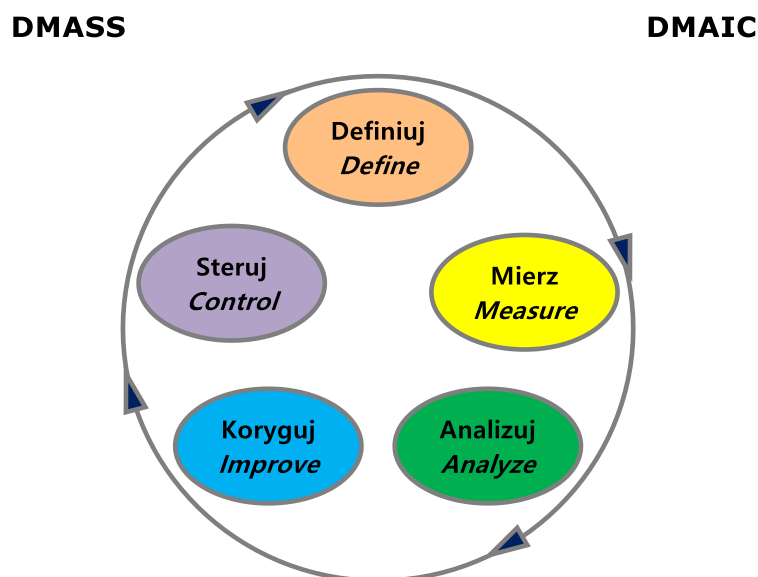 DMASS
DMAIC
Definiuj
Define
Mierz
Measure
Analizuj
Analyze
Koryguj
Improve
Steruj
Control